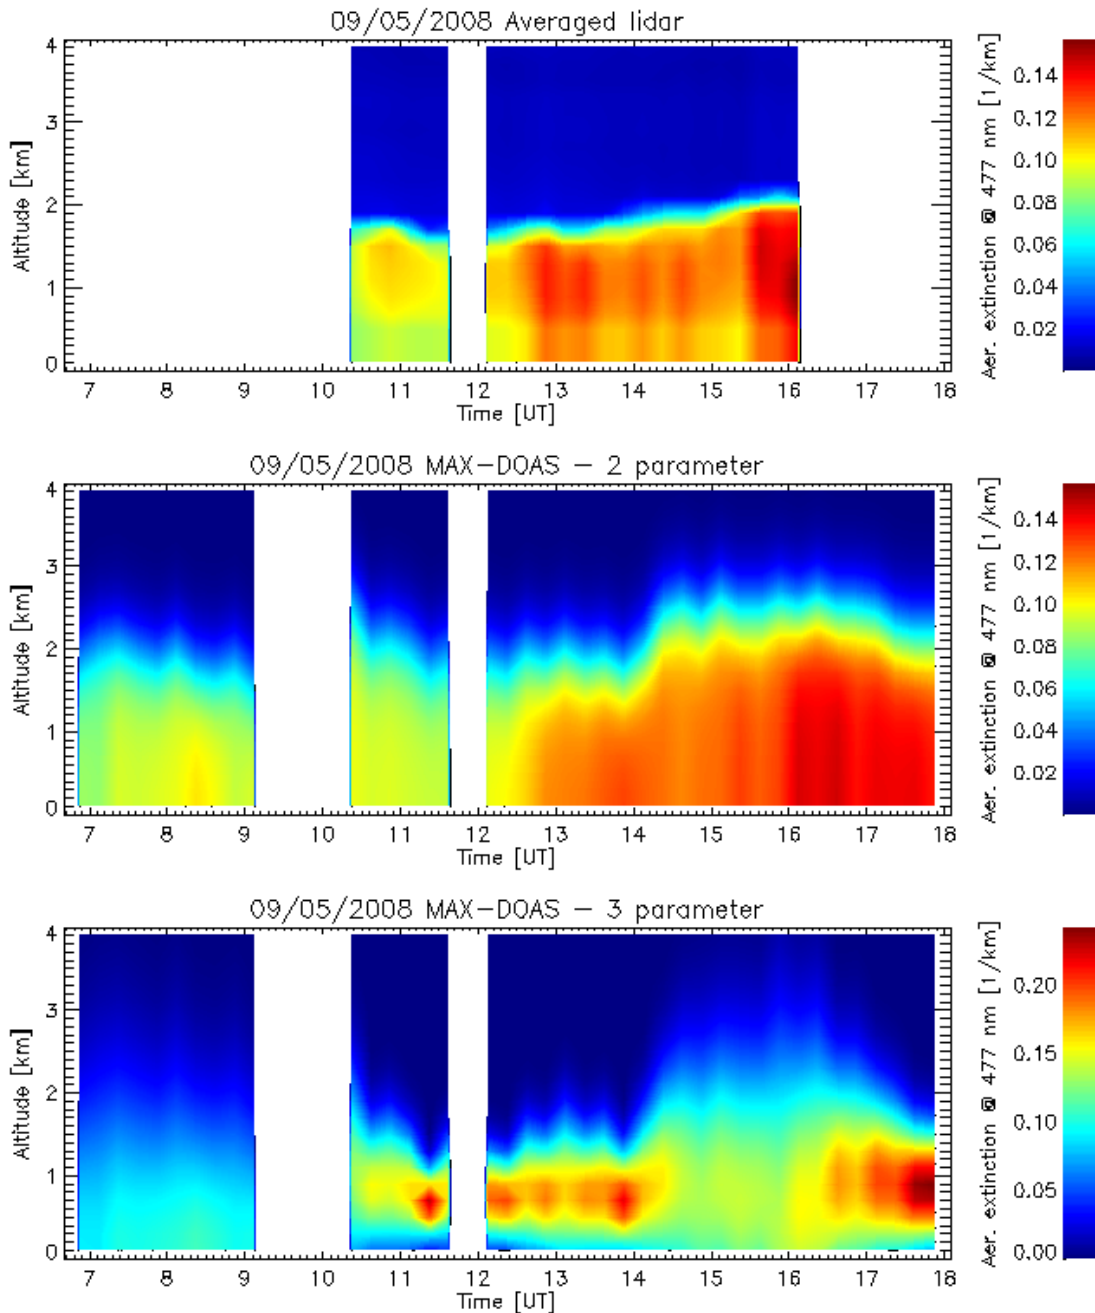 09/05/2008 Averaged lidar
4
3
2
1
0
Altitude [km]
7 8 9 10 11 12 13 14 15 16 17 18
Time [UT]
Aer. extinction @ 477 nm [1/km]
0.14
0.12
0.10
0.08
0.06
0.04
0.02
09/05/2008 MAX-DOAS - 2 parameter
4
3
2
1
0
Altitude [km]
7 8 9 10 11 12 13 14 15 16 17 18
Time [UT]
Aer. extinction @ 477 nm [1/km]
0.14
0.12
0.10
0.08
0.06
0.04
0.02
09/05/2008 MAX-DOAS - 3 parameter
4
3
2
1
0
Altitude [km]
7 8 9 10 11 12 13 14 15 16 17 18
Time [UT]
Aer. extinction @ 477 nm [1/km]
0.20
0.15
0.10
0.05
0.00